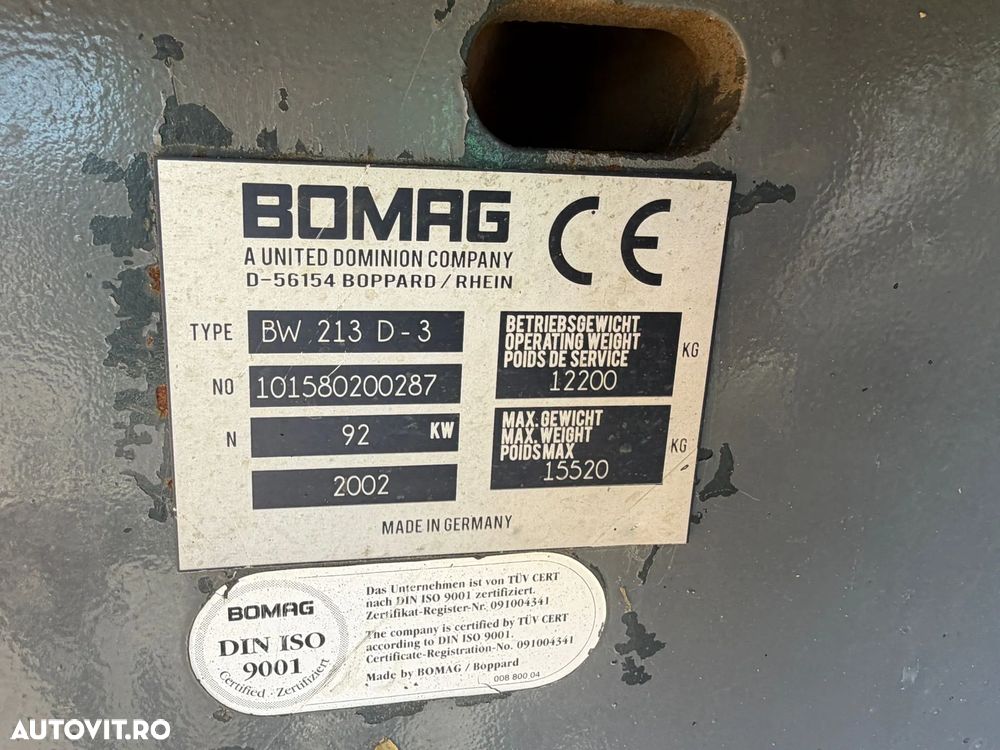 BOMAG
CE
A UNITED DOMINION COMPANY
D-56154 BOPPARD / RHEIN
TYPE BW 213 D-3
NO 101580200287
N 92 KW
2002
BETRIEBSGEWICHT
OPERATING WEIGHT
POIDS DE SERVICE
12200
KG
MAX. GEWICHT
MAX. WEIGHT
POIDS MAX
15520
KG
MADE IN GERMANY
BOMAG
DIN ISO
9001
Certified - Zertifiziert
Das Unternehmen ist von TÜV CERT
nach DIN ISO 9001 zertifiziert.
Zertifikat-Register-Nr. 091004341
The company is certified by TÜV CERT
according to DIN ISO 9001.
Certificate-Registration-No. 091004341
Made by BOMAG / Boppard
008 800 04
AUTOVIT.RO